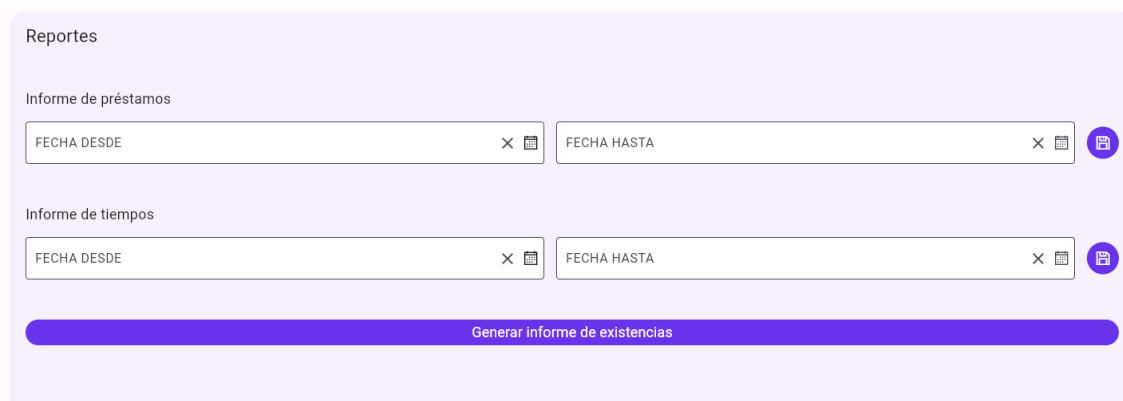 Reportes
Informe de préstamos
FECHA DESDE
FECHA HASTA
Informe de tiempos
FECHA DESDE
FECHA HASTA
Generar informe de existencias